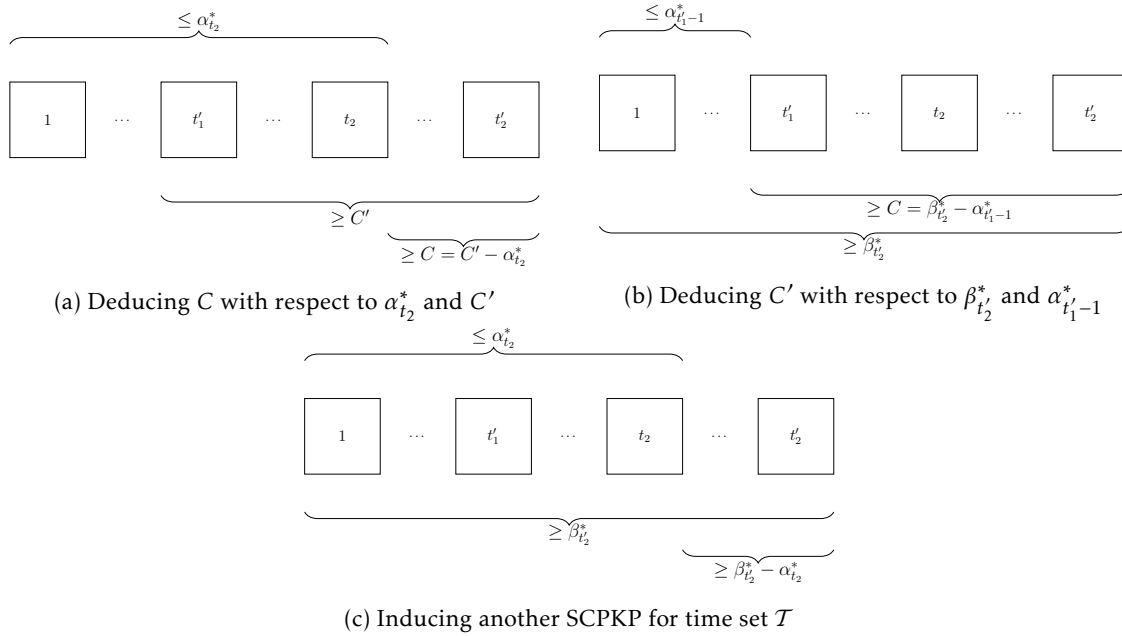 ≤ α*_{t_2}
1 ⋯ t'_1 ⋯ t_2 ⋯ t'_2
≥ C'
≥ C = C' − α*_{t_2}
(a) Deducing C with respect to α*_{t_2} and C'
≤ α*_{t'_1−1}
1 ⋯ t'_1 ⋯ t_2 ⋯ t'_2
≥ C = β*_{t'_2} − α*_{t'_1−1}
≥ β*_{t'_2}
(b) Deducing C' with respect to β*_{t'_2} and α*_{t'_1−1}
≤ α*_{t_2}
1 ⋯ t'_1 ⋯ t_2 ⋯ t'_2
≥ β*_{t'_2}
≥ β*_{t'_2} − α*_{t_2}
(c) Inducing another SCPKP for time set 𝒯